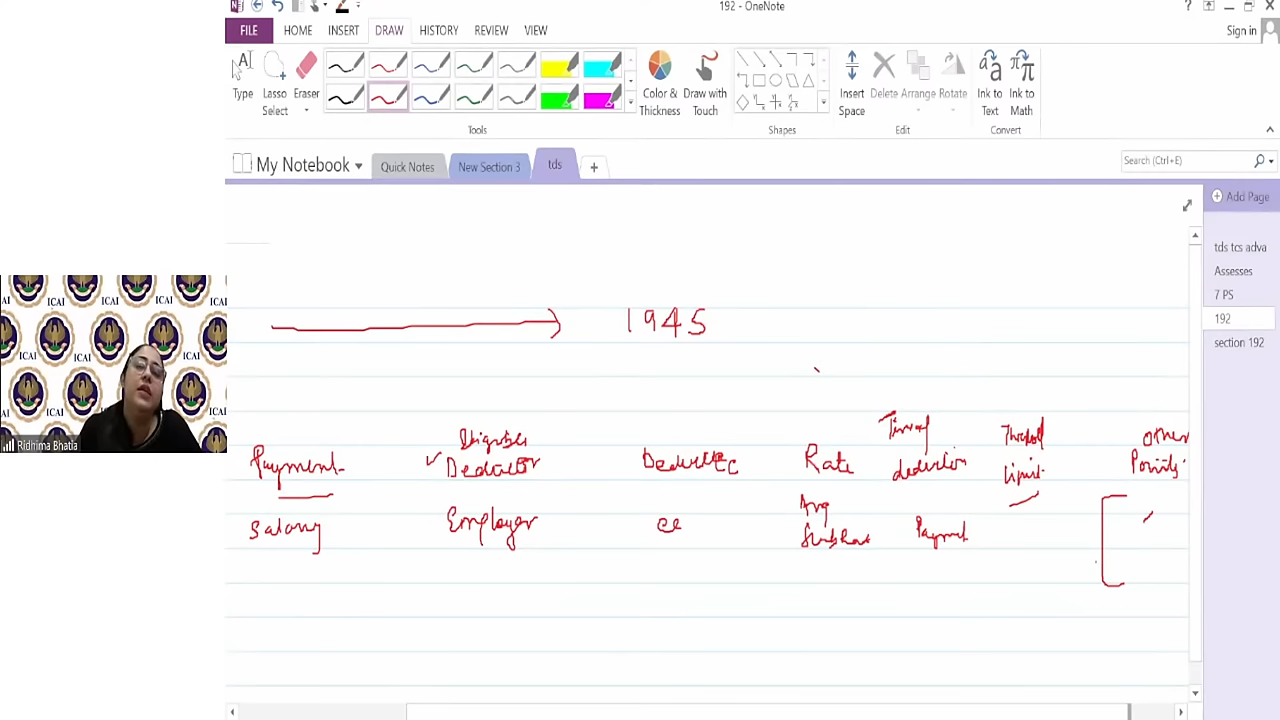 192 - OneNote
?
FILE HOME INSERT DRAW HISTORY REVIEW VIEW
Sign in
Type Lasso Select Eraser
Color & Thickness Draw with Touch
Insert Space Delete Arrange Rotate
Ink to Text Ink to Math
Tools Shapes Edit Convert
My Notebook Quick Notes New Section 3 tds +
Search (Ctrl+E)
Add Page
tds tcs adva
Assesses
7 PS
192
section 192
1945
Payment Deductor Deductee Rate Time of deduction Threshold Limit Other Points
Salary Employer ee Avg Payment
ICAI
Ridhima Bhatia